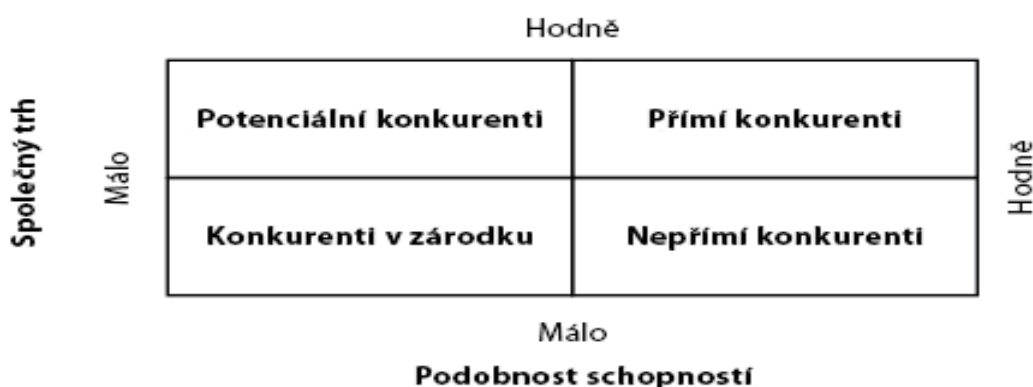 Hodně
Společný trh
Málo
Potenciální konkurenti
Přímí konkurenti
Hodně
Konkurenti v zárodku
Nepřímí konkurenti
Málo
Podobnost schopností